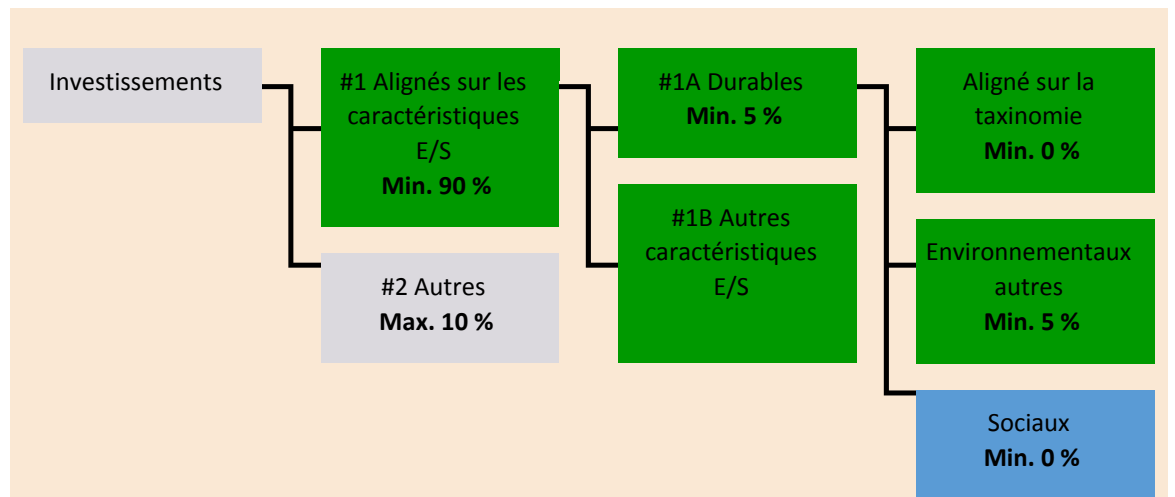 Investissements
#1 Alignés sur les
caractéristiques
E/S
Min. 90 %
#2 Autres
Max. 10 %
#1A Durables
Min. 5 %
#1B Autres
caractéristiques
E/S
Aligné sur la
taxinomie
Min. 0 %
Environnementaux
autres
Min. 5 %
Sociaux
Min. 0 %